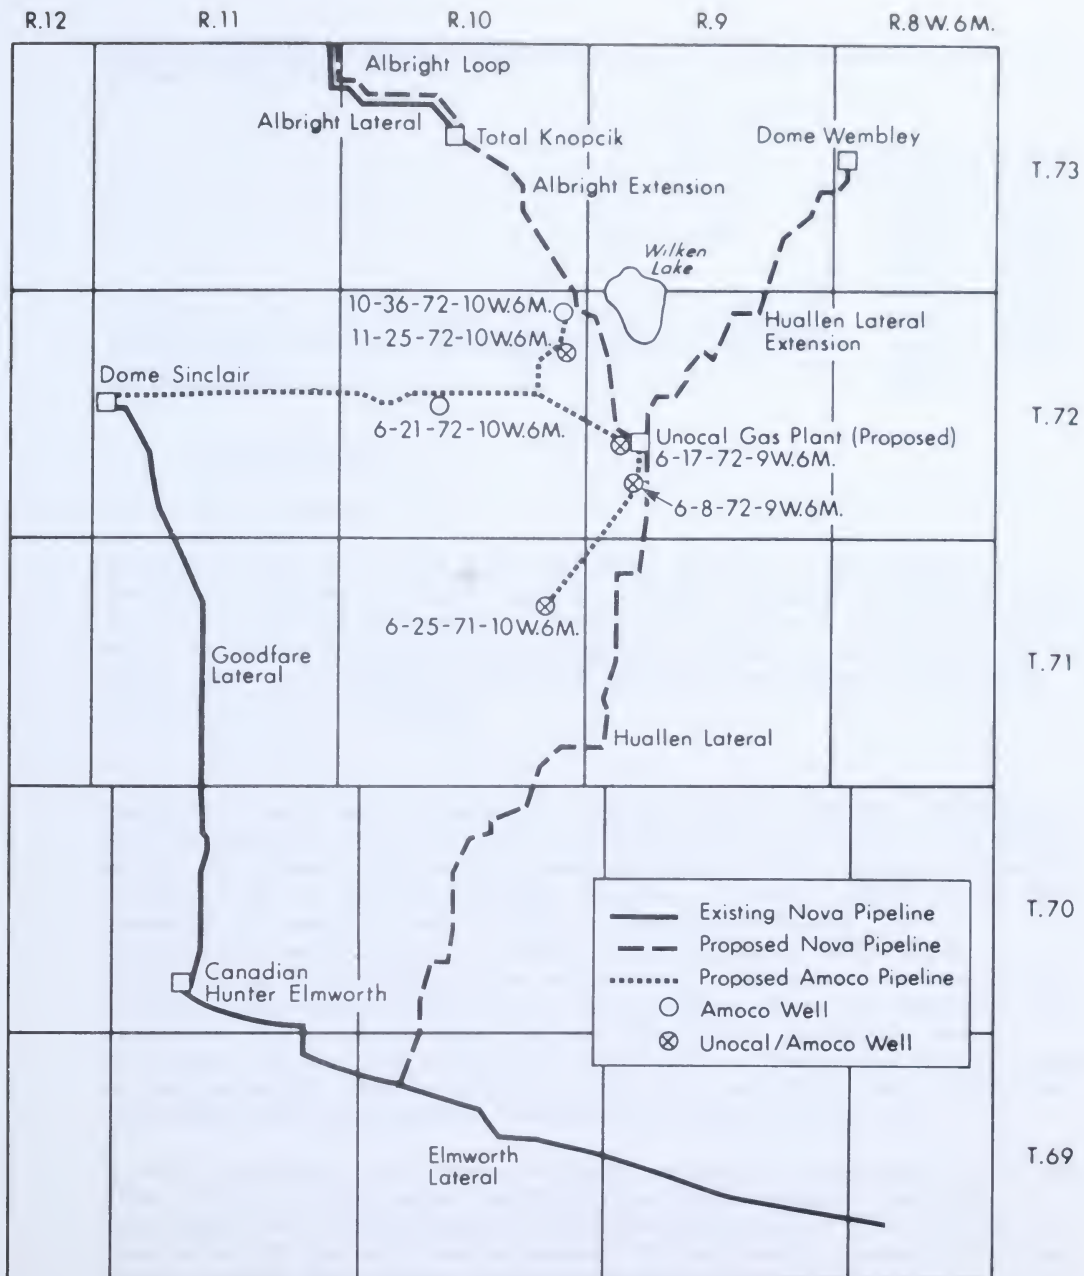 R.12
R.11
R.10
R.9
R.8 W.6M.
Albright Loop
Albright Lateral
Total Knopcik
Dome Wembley
T.73
Albright Extension
Wilken
Lake
10-36-72-10W.6M.
11-25-72-10W.6M.
Huallen Lateral
Extension
Dome Sinclair
T.72
6-21-72-10W.6M.
Unocal Gas Plant (Proposed)
6-17-72-9W.6M.
6-8-72-9W.6M.
6-25-71-10W.6M.
Goodfare
Lateral
T.71
Huallen Lateral
Existing Nova Pipeline
T.70
Proposed Nova Pipeline
Proposed Amoco Pipeline
Amoco Well
Unocal/Amoco Well
Canadian
Hunter Elmworth
Elmworth
Lateral
T.69